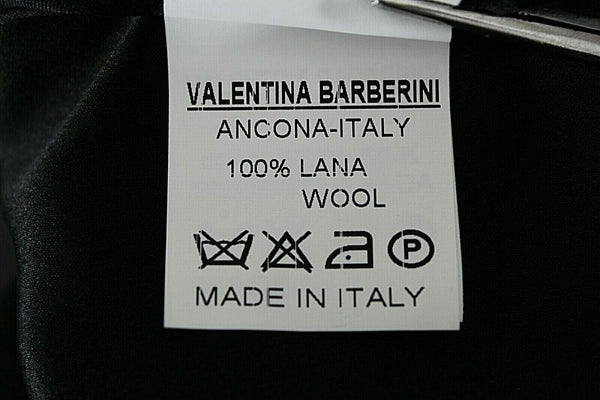 VALENTINA BARBERINI
ANCONA-ITALY
100% LANA
WOOL
P
MADE IN ITALY